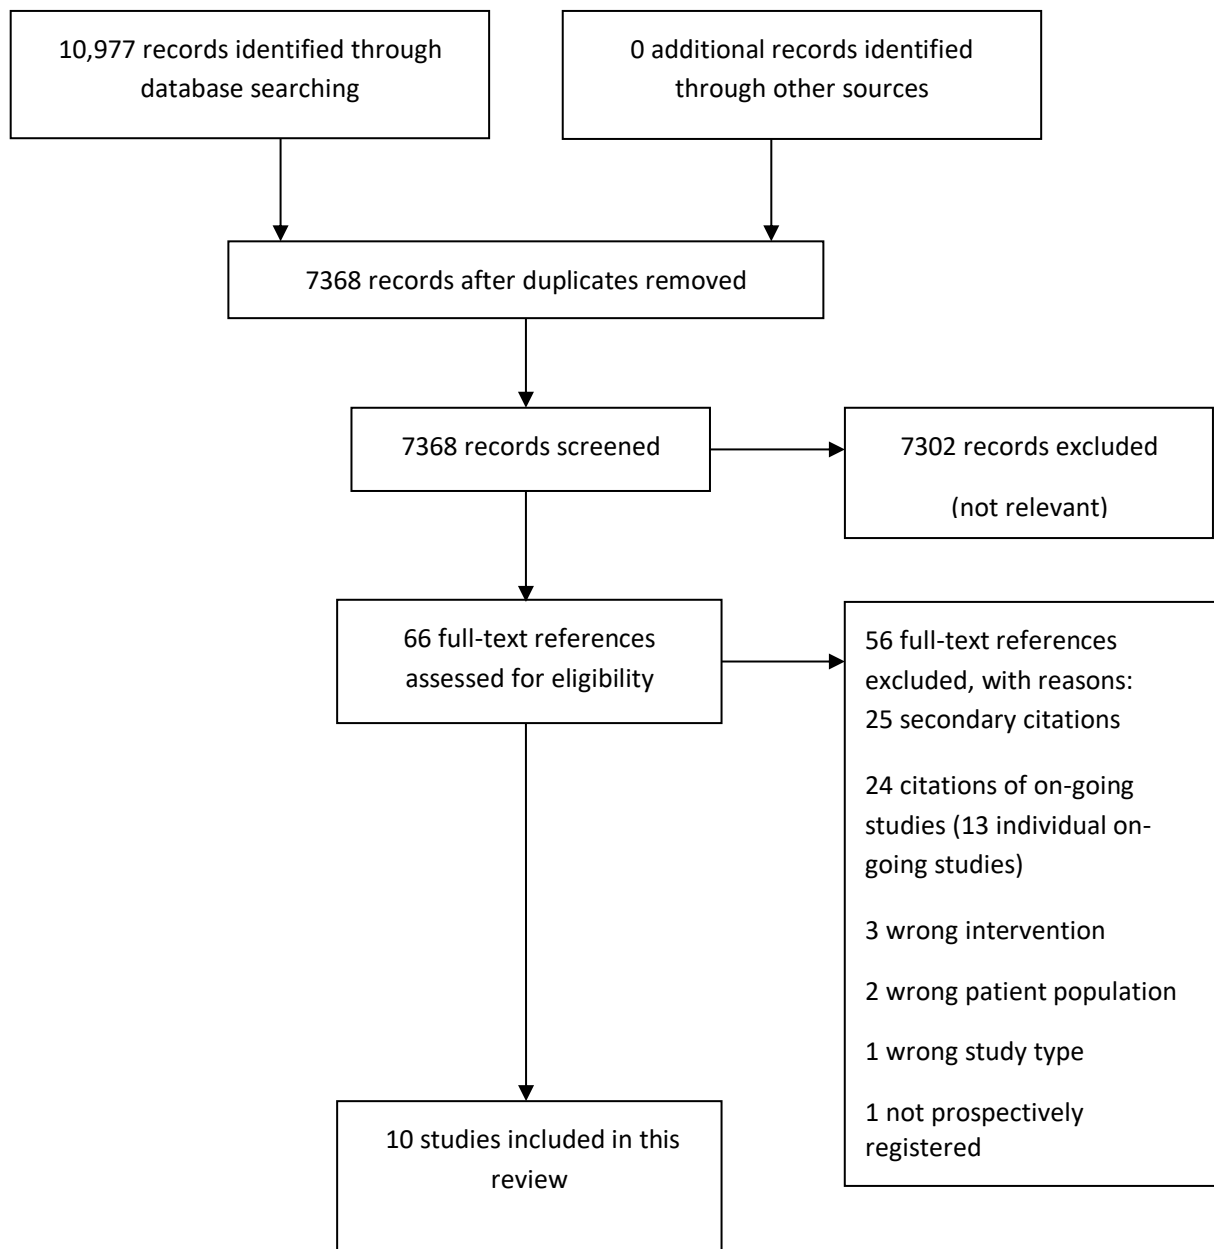 10,977 records identified through
database searching
0 additional records identified
through other sources
7368 records after duplicates removed
7368 records screened
7302 records excluded
(not relevant)
66 full-text references
assessed for eligibility
56 full-text references
excluded, with reasons:
25 secondary citations
24 citations of on-going
studies (13 individual on-
going studies)
3 wrong intervention
2 wrong patient population
1 wrong study type
1 not prospectively
registered
10 studies included in this
review